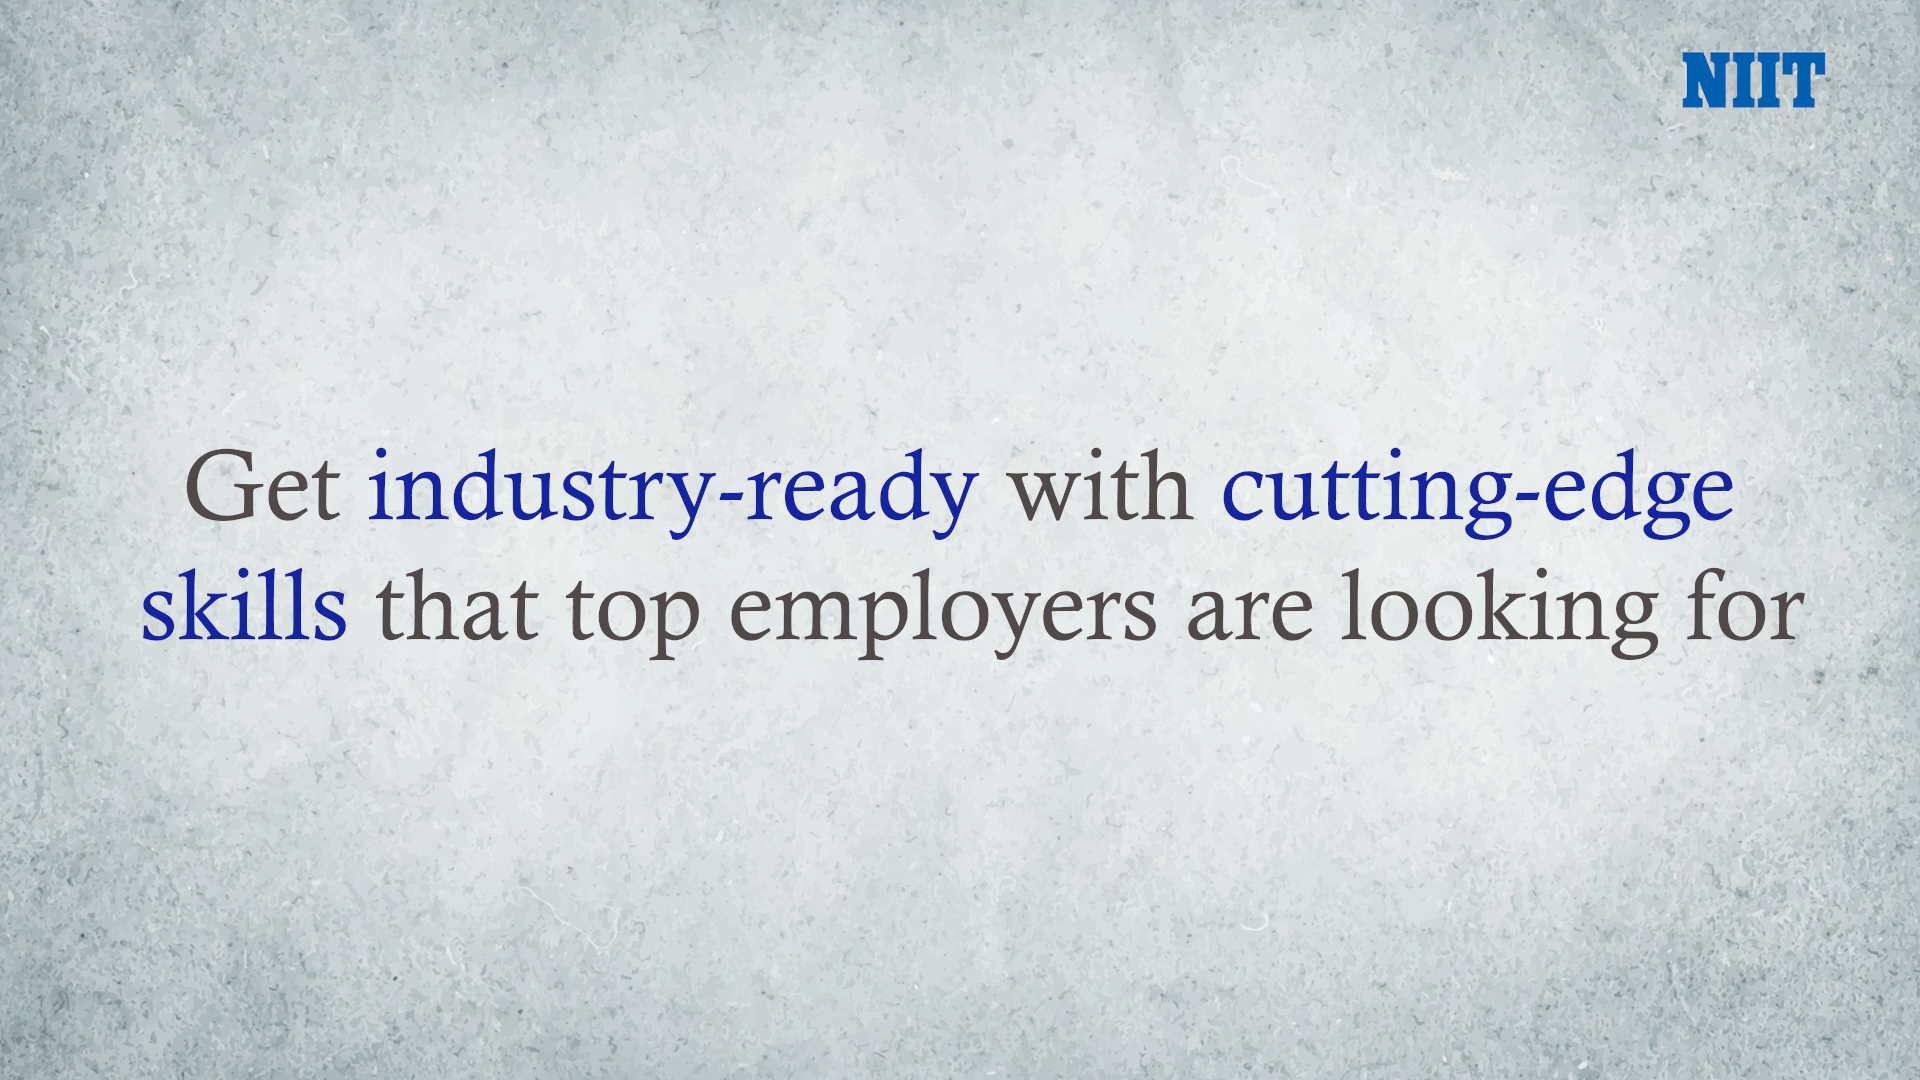 NIIT
Get industry-ready with cutting-edge
skills that top employers are looking for